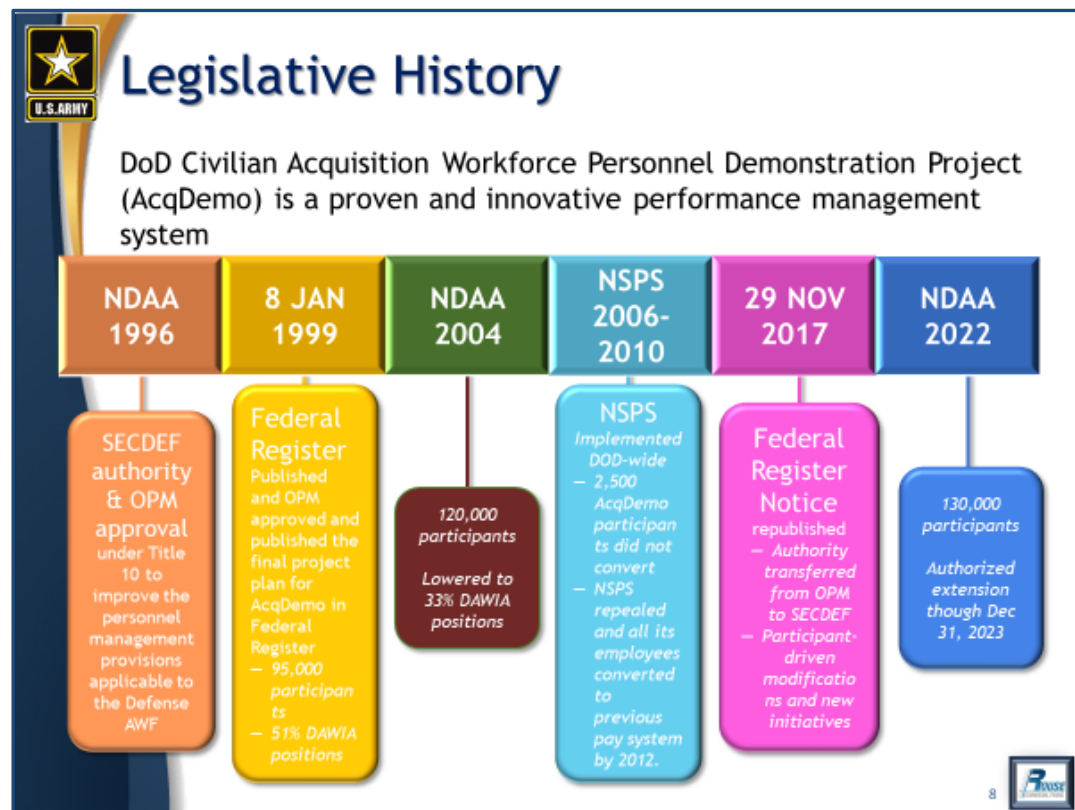 U.S.ARMY
Legislative History
DoD Civilian Acquisition Workforce Personnel Demonstration Project
(AcqDemo) is a proven and innovative performance management
system
NDAA
1996
SECDEF
authority
& OPM
approval
under Title
10 to
improve the
personnel
management
provisions
applicable to
the Defense
AWF
8 JAN
1999
Federal
Register
Published
and OPM
approved and
published the
final project
plan for
AcqDemo in
Federal
Register
— 95,000
participan
ts
— 51% DAWIA
positions
NDAA
2004
120,000
participants
Lowered to
33% DAWIA
positions
NSPS
2006-
2010
NSPS
Implemented
DOD-wide
— 2,500
AcqDemo
participan
ts did not
convert
— NSPS
repealed
and all its
employees
converted
to
previous
pay system
by 2012.
29 NOV
2017
Federal
Register
Notice
republished
— Authority
transferred
from OPM
to SECDEF
— Participant-
driven
modificatio
ns and new
initiatives
NDAA
2022
130,000
participants
Authorized
extension
though Dec
31, 2023
8